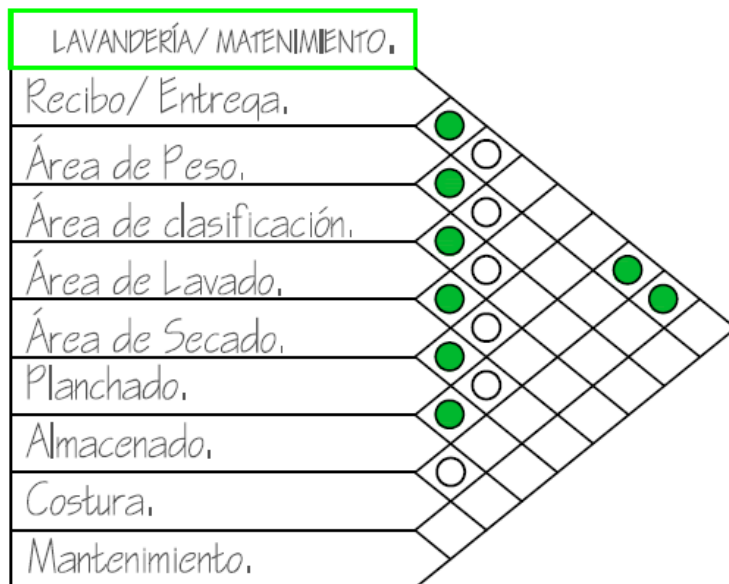 LAVANDERÍA/ MATENIMIENTO.
Recibo/ Entrega.
Área de Peso.
Área de clasificación.
Área de Lavado.
Área de Secado.
Planchado.
Almacenado.
Costura.
Mantenimiento.